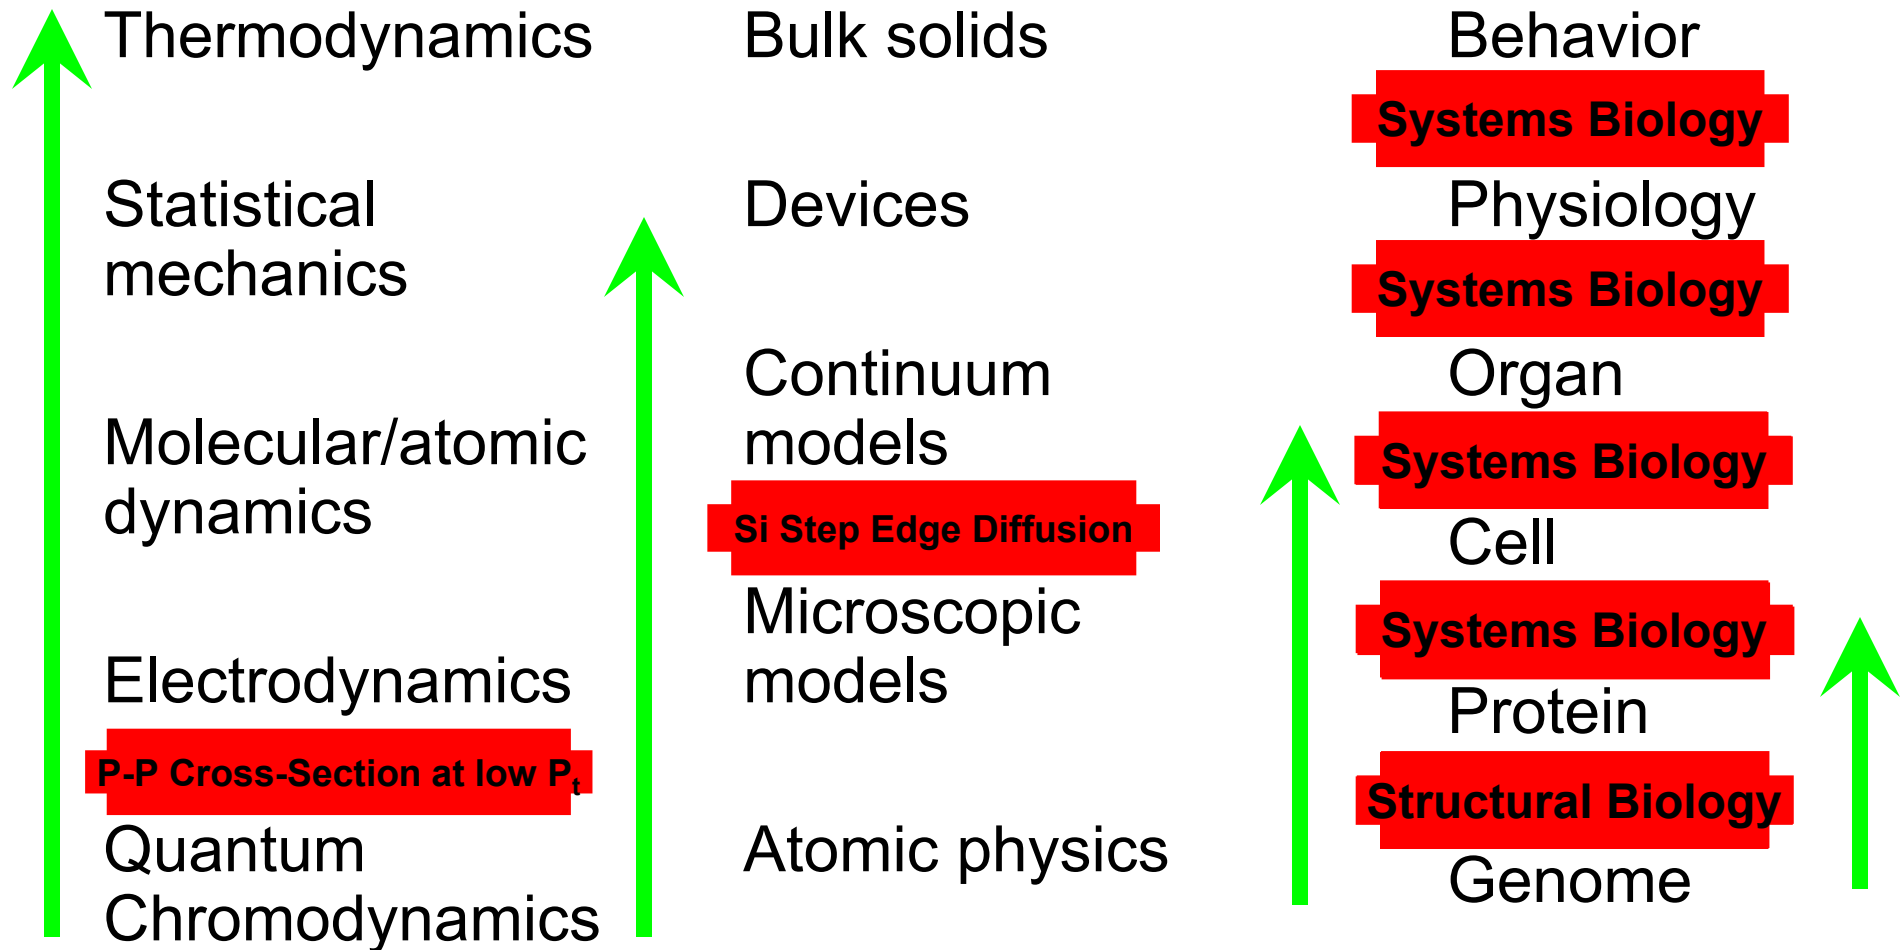 Thermodynamics
Statistical
mechanics
Molecular/atomic
dynamics
Electrodynamics
P-P Cross-Section at low Pt
Quantum
Chromodynamics
Bulk solids
Devices
Continuum
models
Si Step Edge Diffusion
Microscopic
models
Atomic physics
Behavior
Systems Biology
Physiology
Systems Biology
Organ
Systems Biology
Cell
Systems Biology
Protein
Structural Biology
Genome